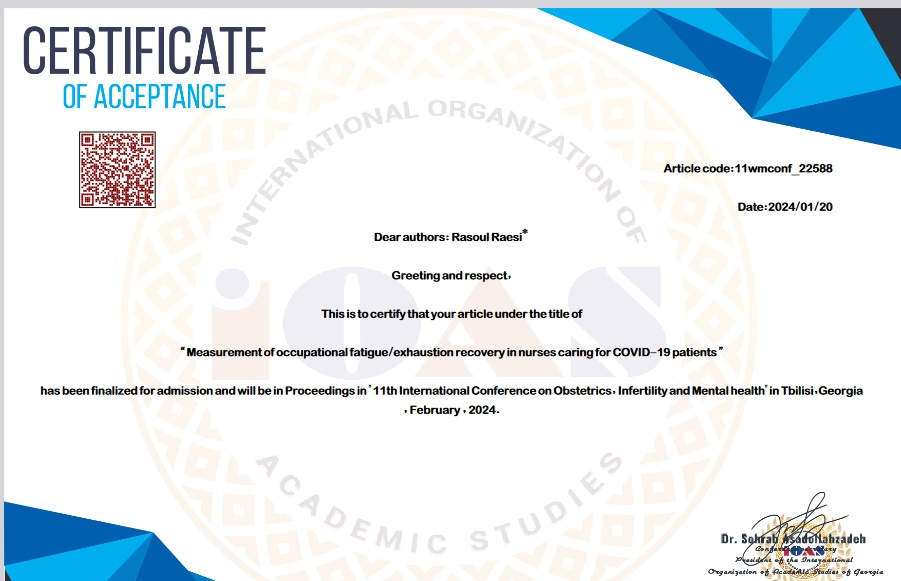 CERTIFICATE
OF ACCEPTANCE
INTERNATIONAL ORGANIZATION OF
Article code:11wmconf_22588
Date:2024/01/20
Dear authors: Rasoul Raesi*
Greeting and respect,
iOAS
This is to certify that your article under the title of
“ Measurement of occupational fatigue/exhaustion recovery in nurses caring for COVID-19 patients ”
has been finalized for admission and will be in Proceedings in " 11th International Conference on Obstetrics, Infertility and Mental health" in Tbilisi,Georgia
, February , 2024.
ACADEMIC STUDIES
Dr. Sohrab Asadollahzadeh
IOAS
President of the International
Organization of Academic Studies of Georgia